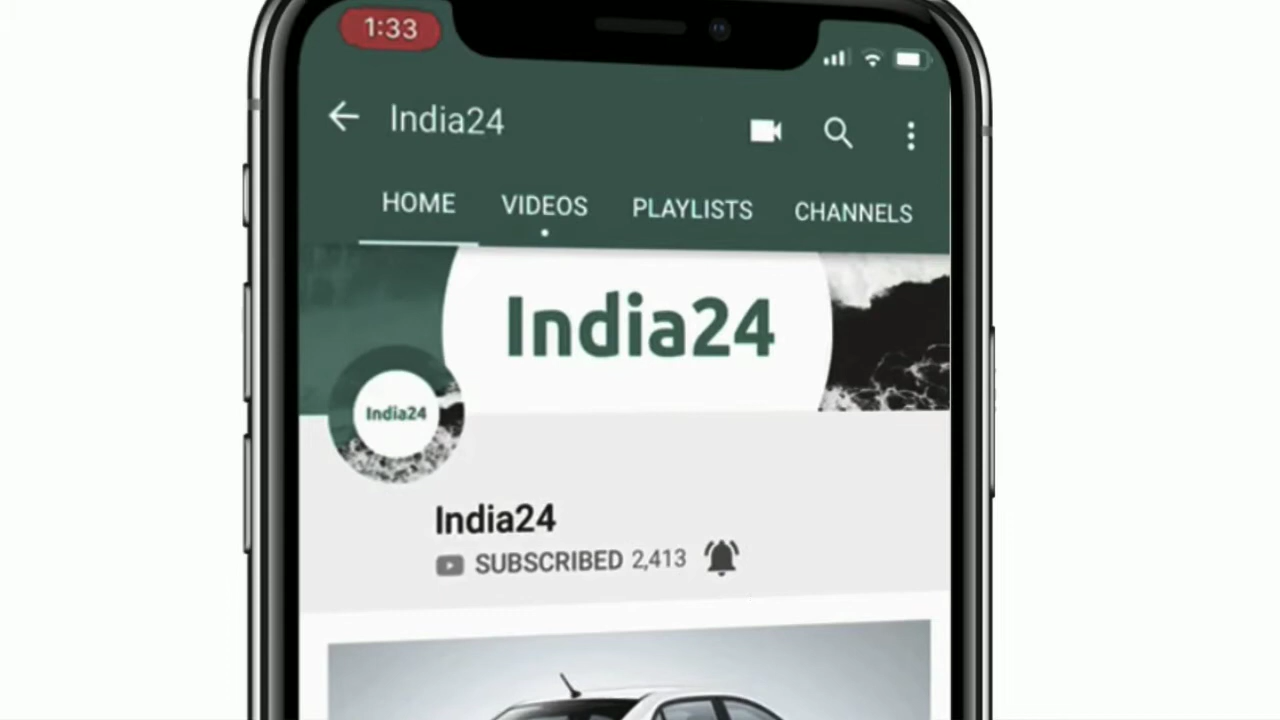 1:33
India24
HOME VIDEOS PLAYLISTS CHANNELS
India24
India24
India24
SUBSCRIBED 2,413